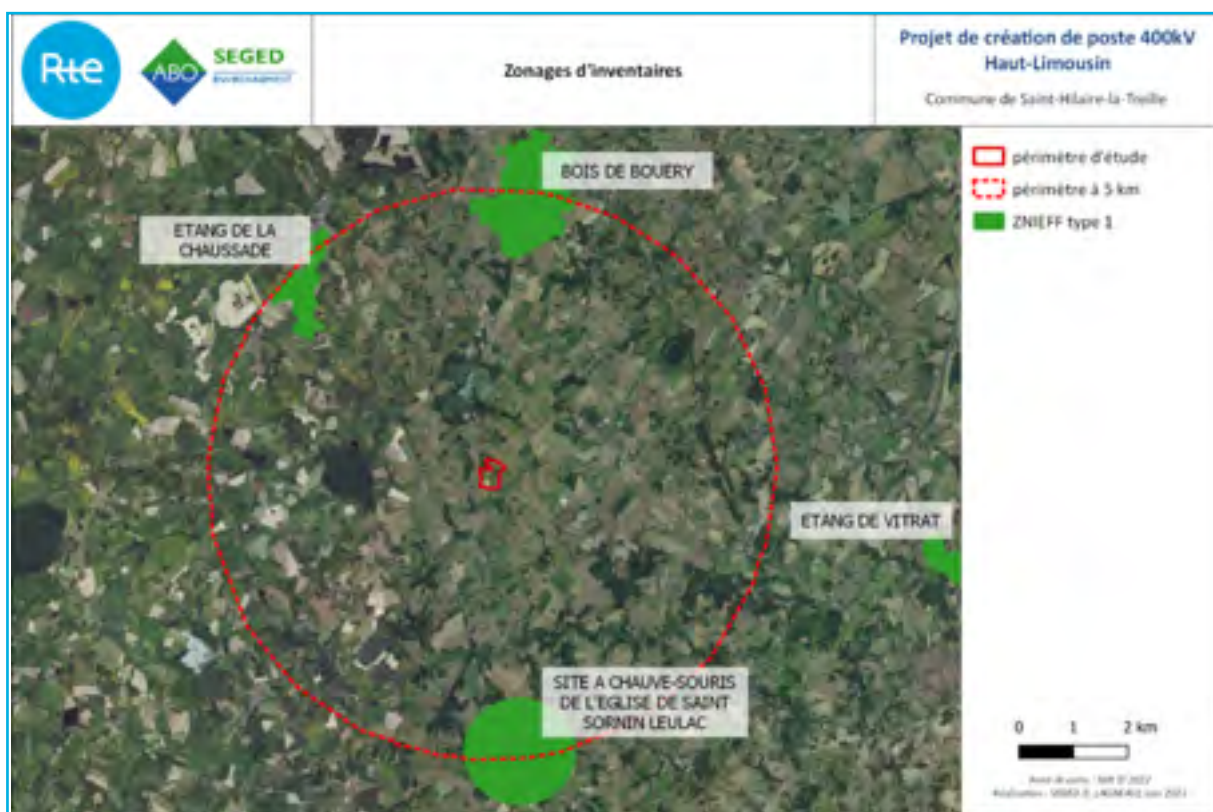 Rte
ABO
SEGED
ENVIRONNEMENT
Zonages d'inventaires
Projet de création de poste 400kV
Haut-Limousin
Commune de Saint-Hilaire-la-Treille
BOIS DE BOUERY
ETANG DE LA
CHAUSSADE
ETANG DE VITRAT
SITE A CHAUVE-SOURIS
DE L'EGLISE DE SAINT
SORNIN LEULAC
périmètre d'étude
périmètre à 5 km
ZNIEFF type 1
0 1 2 km